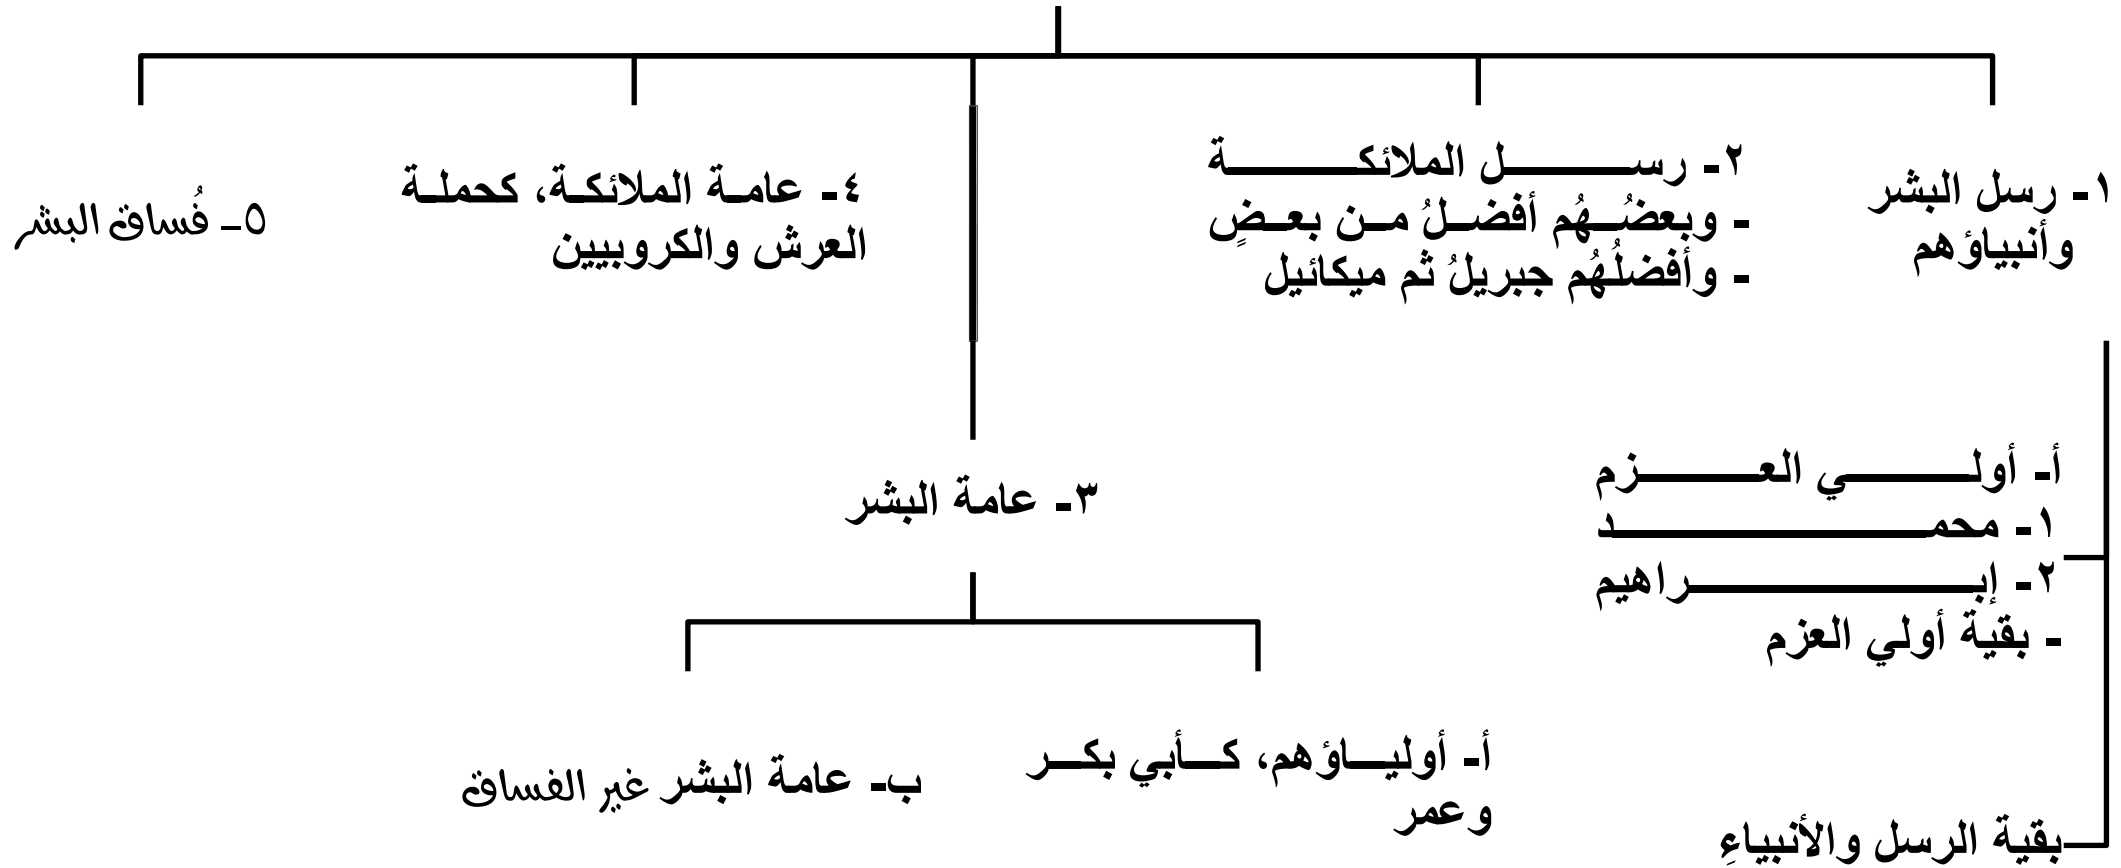 ١- رسل البشر
وأنبياؤهم
أ- أولي العزم
١- محمد
٢- إبراهيم
- بقية أولي العزم
بقية الرسل والأنبياءِ
٢- رسل الملائكة
- وبعضُهُم أفضلُ من بعضٍ
- وأفضلُهُم جبريلُ ثم ميكائيل
٣- عامة البشر
أ- أولياؤهم، كأبي بكر
وعمر
ب- عامة البشر غير الفساق
٤- عامة الملائكة، كحملة
العرش والكروبيين
٥- فُساق البشر